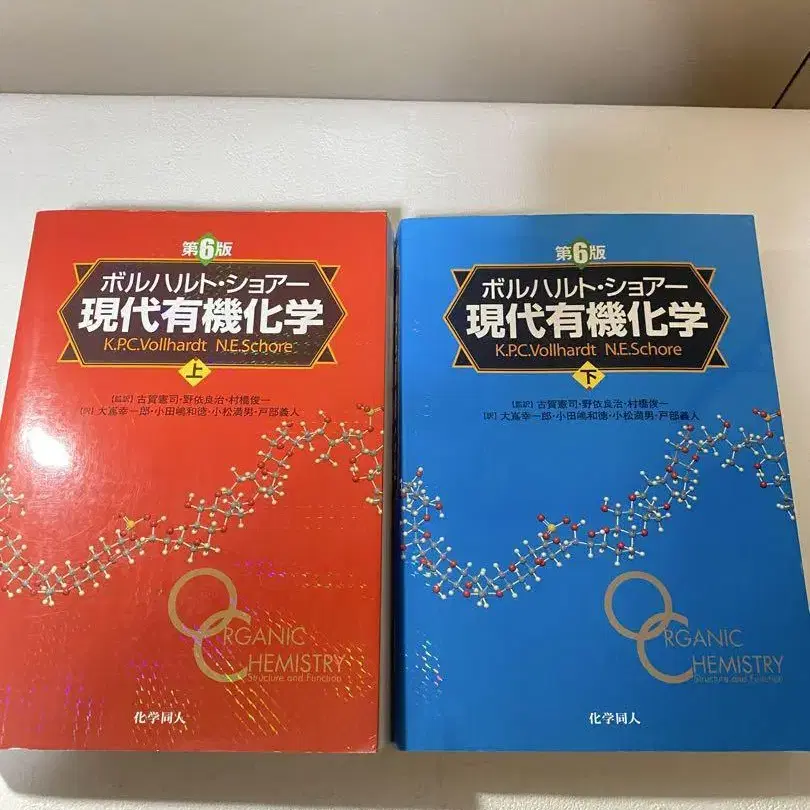 第6版
ボルハルト・ショアー
現代有機化学
K.P.C.Vollhardt N.E.Schore
上
[監訳] 古賀憲司・野依良治・村橋俊一
[訳] 大嶌幸一郎・小田嶋和徳・小松満男・戸部義人
ORGANIC
CHEMISTRY
Structure and Function
化学同人
第6版
ボルハルト・ショアー
現代有機化学
K.P.C.Vollhardt N.E.Schore
下
[監訳] 古賀憲司・野依良治・村橋俊一
[訳] 大嶌幸一郎・小田嶋和徳・小松満男・戸部義人
ORGANIC
CHEMISTRY
Structure and Function
化学同人